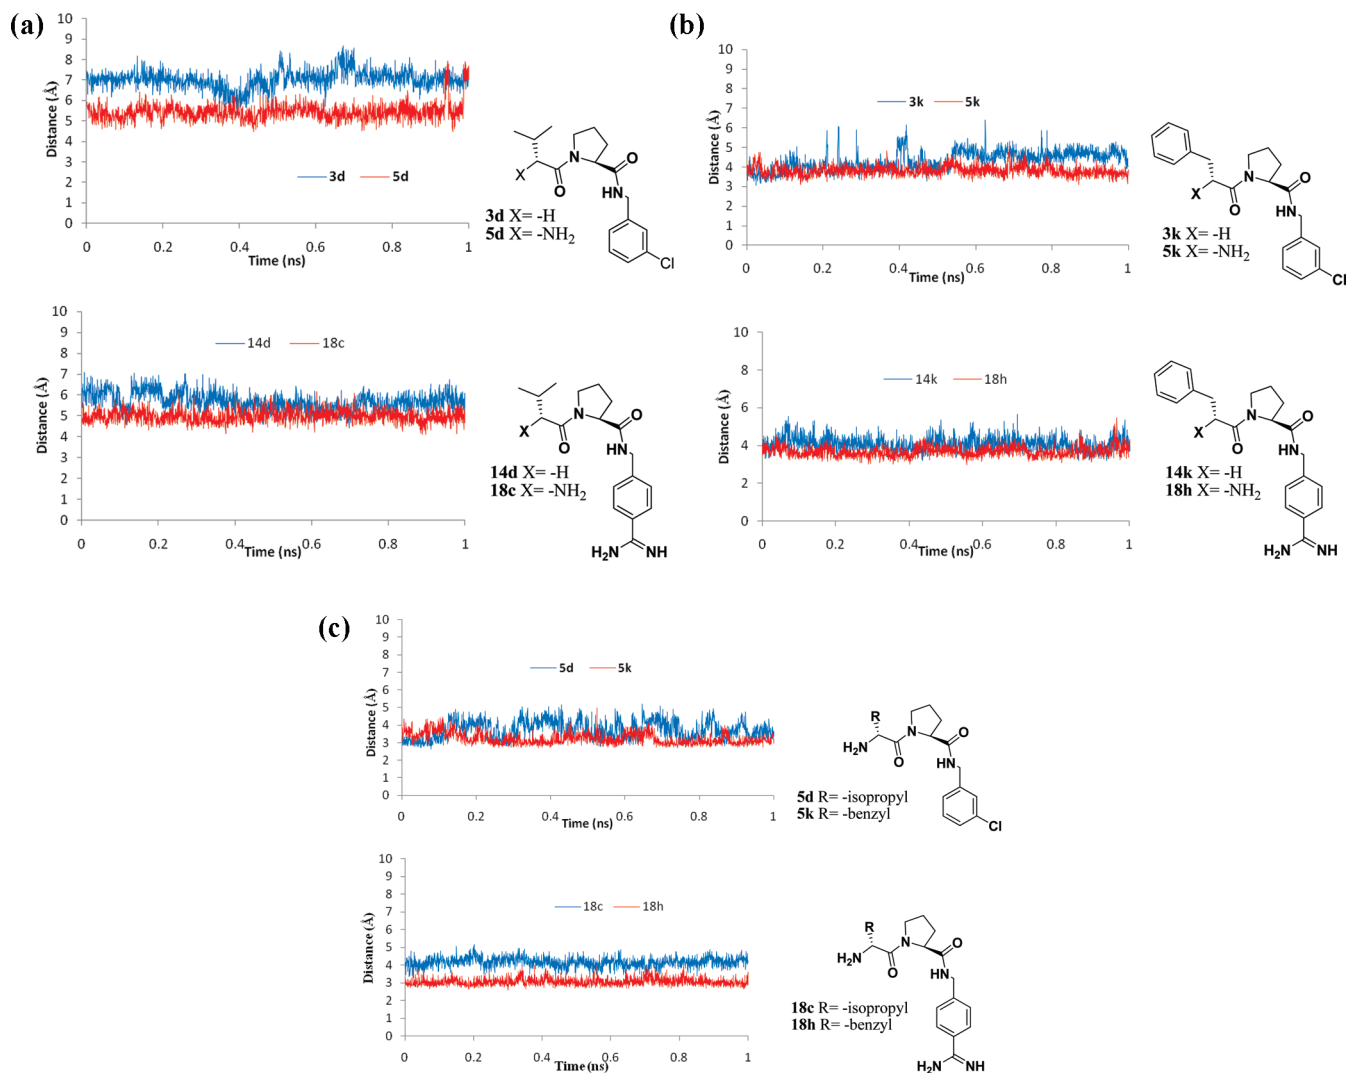 (a)
10
9
8
7
6
5
4
3
2
1
0
Distance (Å)
3d 5d
0 0.2 0.4 0.6 0.8 1
Time (ns)
X
N
O
O
HN
Cl
3d X= -H
5d X= -NH2
(b)
10
9
8
7
6
5
4
3
2
1
0
Distance (Å)
3k 5k
0 0.2 0.4 0.6 0.8 1
Time (ns)
X
N
O
O
HN
Cl
3k X= -H
5k X= -NH2
10
9
8
7
6
5
4
3
2
1
0
Distance (Å)
14d 18c
0 0.2 0.4 0.6 0.8 1
Time (ns)
X
N
O
O
HN
14d X= -H
18c X= -NH2
H2N NH
10
8
6
4
2
0
Distance (Å)
14k 18h
0 0.2 0.4 0.6 0.8 1
Time (ns)
X
N
O
O
HN
14k X= -H
18h X= -NH2
H2N NH
(c)
10
9
8
7
6
5
4
3
2
1
0
Distance (Å)
5d 5k
0 0.2 0.4 0.6 0.8 1
Time (ns)
R
H2N
N
O
O
HN
Cl
5d R= -isopropyl
5k R= -benzyl
10
9
8
7
6
5
4
3
2
1
0
Distance (Å)
18c 18h
0 0.2 0.4 0.6 0.8 1
Time (ns)
R
H2N
N
O
O
HN
18c R= -isopropyl
18h R= -benzyl
H2N NH